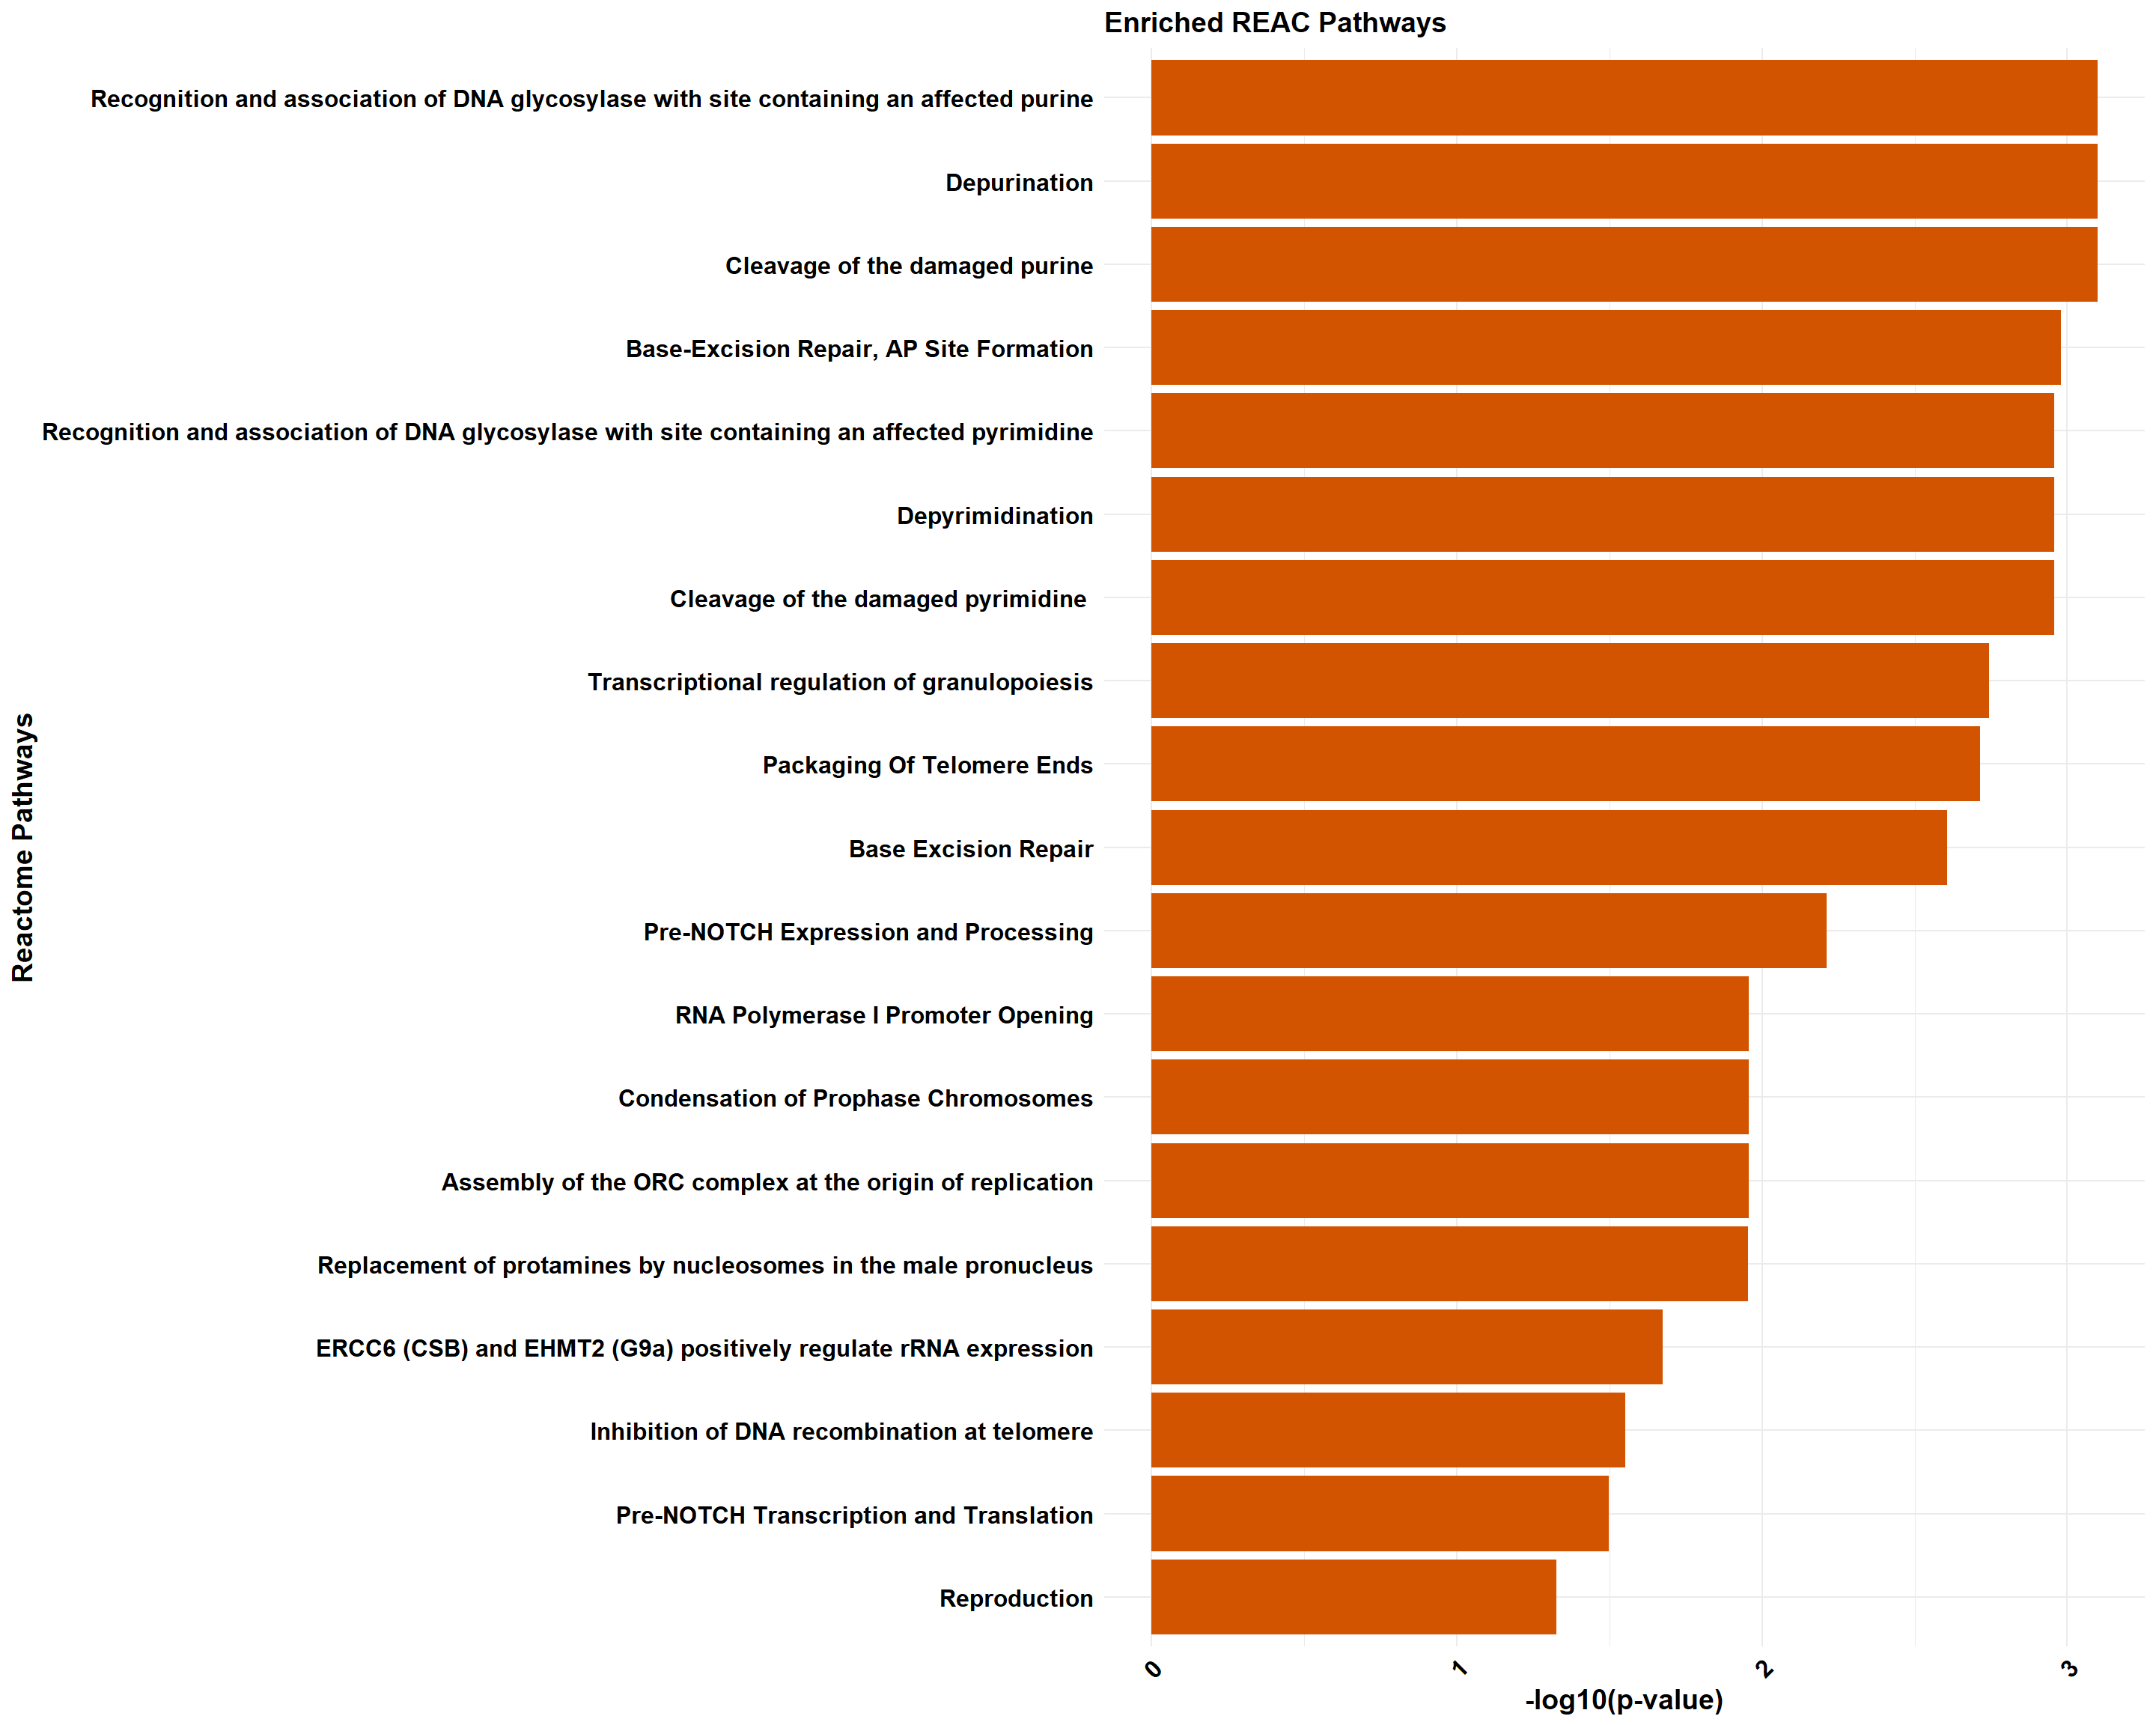 Enriched REAC Pathways
Recognition and association of DNA glycosylase with site containing an affected purine
Depurination
Cleavage of the damaged purine
Base-Excision Repair, AP Site Formation
Recognition and association of DNA glycosylase with site containing an affected pyrimidine
Depyrimidination
Cleavage of the damaged pyrimidine
Transcriptional regulation of granulopoiesis
Packaging Of Telomere Ends
Base Excision Repair
Pre-NOTCH Expression and Processing
RNA Polymerase I Promoter Opening
Condensation of Prophase Chromosomes
Assembly of the ORC complex at the origin of replication
Replacement of protamines by nucleosomes in the male pronucleus
ERCC6 (CSB) and EHMT2 (G9a) positively regulate rRNA expression
Inhibition of DNA recombination at telomere
Pre-NOTCH Transcription and Translation
Reproduction
Reactome Pathways
0 1 2 3
-log10(p-value)